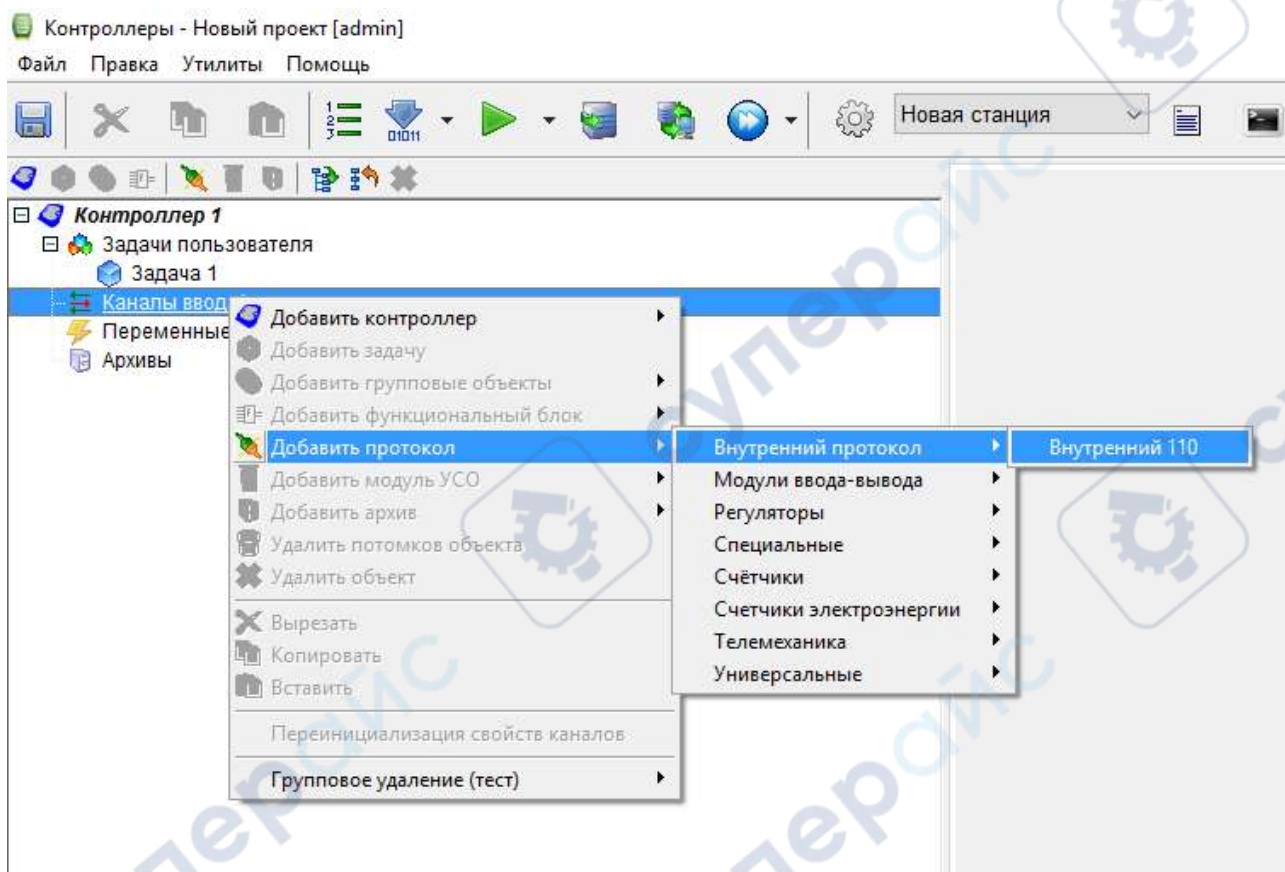 Контроллеры - Новый проект [admin]
Файл Правка Утилиты Помощь
Новая станция
Контроллер 1
Задачи пользователя
Задача 1
Каналы ввод
Переменные
Архивы
Добавить контроллер
Добавить задачу
Добавить групповые объекты
Добавить функциональный блок
Добавить протокол
Добавить модуль УСО
Добавить архив
Удалить потомков объекта
Удалить объект
Вырезать
Копировать
Вставить
Переинициализация свойств каналов
Групповое удаление (тест)
Внутренний протокол
Модули ввода-вывода
Регуляторы
Специальные
Счётчики
Счетчики электроэнергии
Телемеханика
Универсальные
Внутренний 110
суперайс